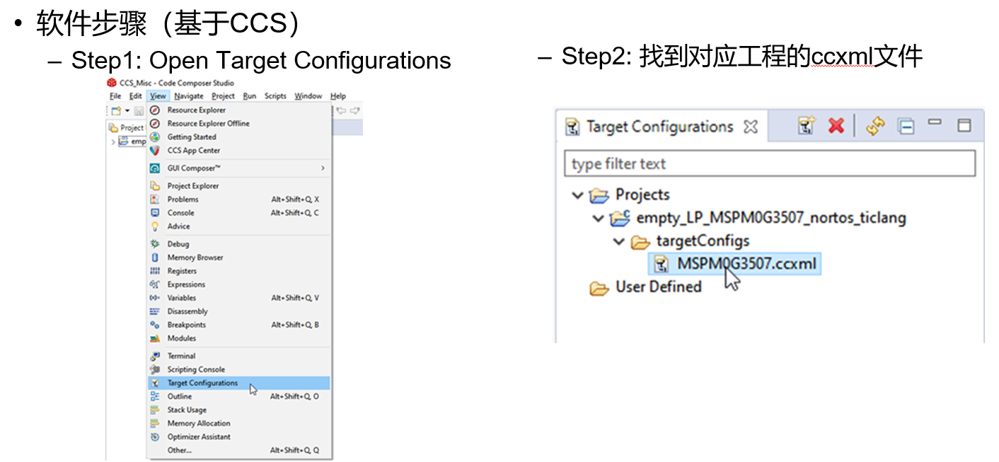 • 软件步骤（基于CCS）
– Step1: Open Target Configurations
CCS_Misc - Code Composer Studio
File Edit View Navigate Project Run Scripts Window Help
Project
emp
Resource Explorer
Resource Explorer Offline
Getting Started
CCS App Center
GUI Composer™
Project Explorer
Problems Alt+Shift+Q, X
Console Alt+Shift+Q, C
Advice
Debug
Memory Browser
Registers
Expressions
Variables Alt+Shift+Q, V
Disassembly
Breakpoints Alt+Shift+Q, B
Modules
Terminal
Scripting Console
Target Configurations
Outline Alt+Shift+Q, O
Stack Usage
Memory Allocation
Optimizer Assistant
Other... Alt+Shift+Q, Q
– Step2: 找到对应工程的ccxml文件
Target Configurations
type filter text
Projects
empty_LP_MSPM0G3507_nortos_ticlang
targetConfigs
MSPM0G3507.ccxml
User Defined